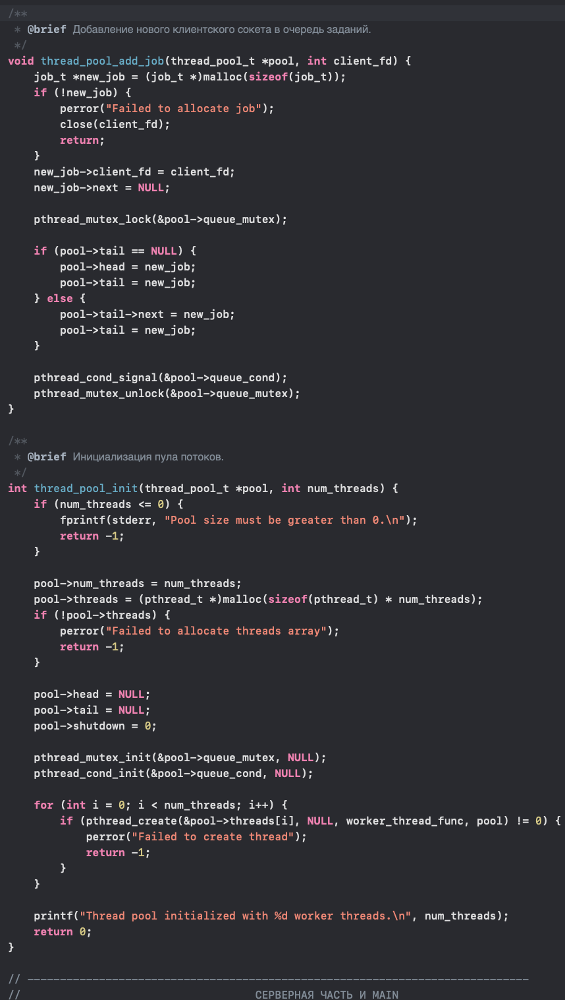 /**
 * @brief Добавление нового клиентского сокета в очередь заданий.
 */
void thread_pool_add_job(thread_pool_t *pool, int client_fd) {
    job_t *new_job = (job_t *)malloc(sizeof(job_t));
    if (!new_job) {
        perror("Failed to allocate job");
        close(client_fd);
        return;
    }
    new_job->client_fd = client_fd;
    new_job->next = NULL;

    pthread_mutex_lock(&pool->queue_mutex);

    if (pool->tail == NULL) {
        pool->head = new_job;
        pool->tail = new_job;
    } else {
        pool->tail->next = new_job;
        pool->tail = new_job;
    }

    pthread_cond_signal(&pool->queue_cond);
    pthread_mutex_unlock(&pool->queue_mutex);
}

/**
 * @brief Инициализация пула потоков.
 */
int thread_pool_init(thread_pool_t *pool, int num_threads) {
    if (num_threads <= 0) {
        fprintf(stderr, "Pool size must be greater than 0.\n");
        return -1;
    }

    pool->num_threads = num_threads;
    pool->threads = (pthread_t *)malloc(sizeof(pthread_t) * num_threads);
    if (!pool->threads) {
        perror("Failed to allocate threads array");
        return -1;
    }

    pool->head = NULL;
    pool->tail = NULL;
    pool->shutdown = 0;

    pthread_mutex_init(&pool->queue_mutex, NULL);
    pthread_cond_init(&pool->queue_cond, NULL);

    for (int i = 0; i < num_threads; i++) {
        if (pthread_create(&pool->threads[i], NULL, worker_thread_func, pool) != 0) {
            perror("Failed to create thread");
            return -1;
        }
    }

    printf("Thread pool initialized with %d worker threads.\n", num_threads);
    return 0;
}

// -----------------------------------------------------------------------------
//                                    СЕРВЕРНАЯ ЧАСТЬ И MAIN